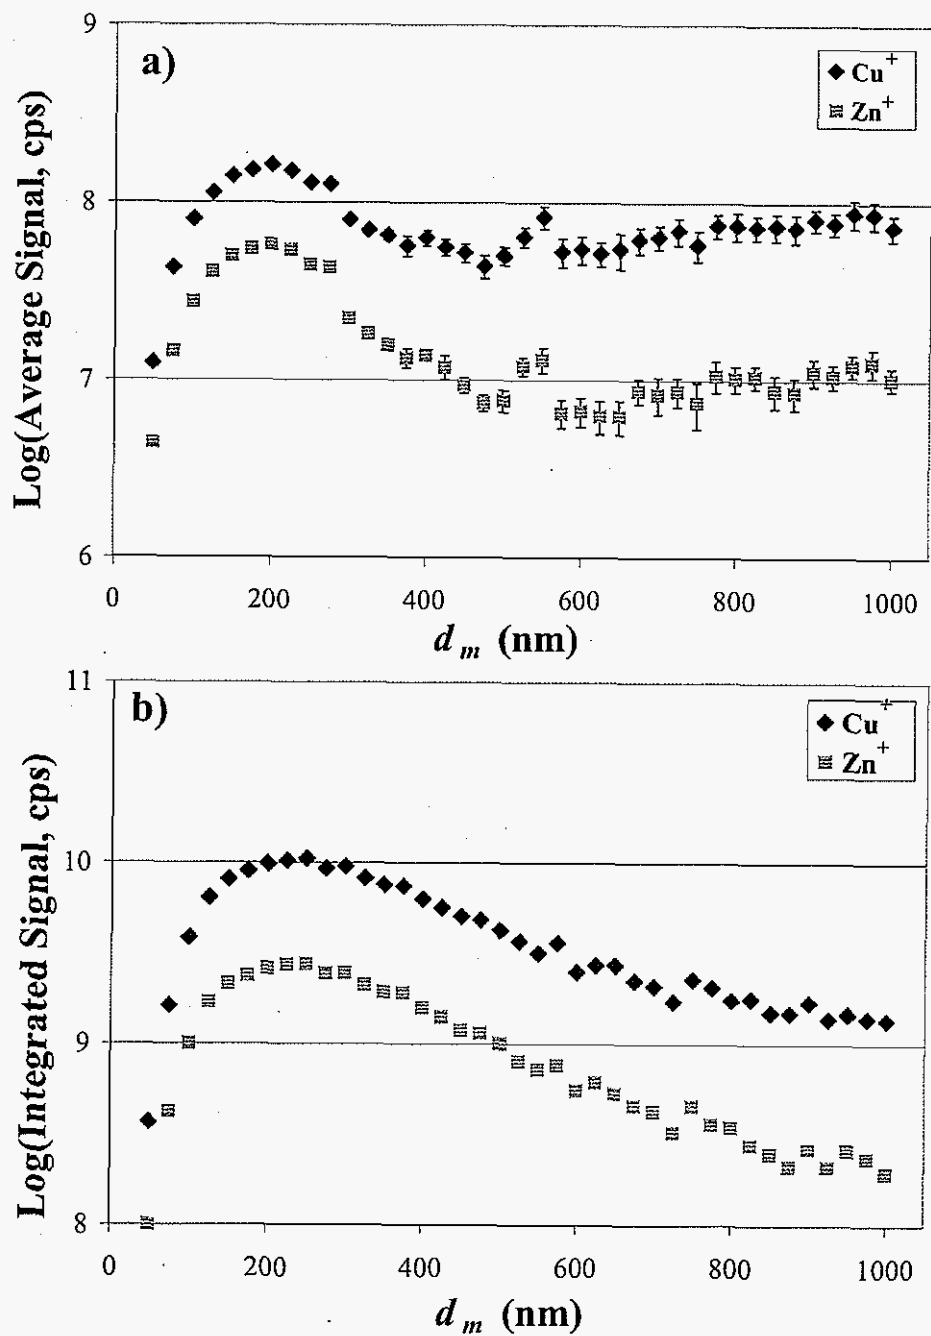 9
a)
Cu+
Zn+
8
7
6
Log(Average Signal, cps)
0 200 400 600 800 1000
d m (nm)
11
b)
Cu+
Zn+
10
9
8
Log(Integrated Signal, cps)
0 200 400 600 800 1000
d m (nm)